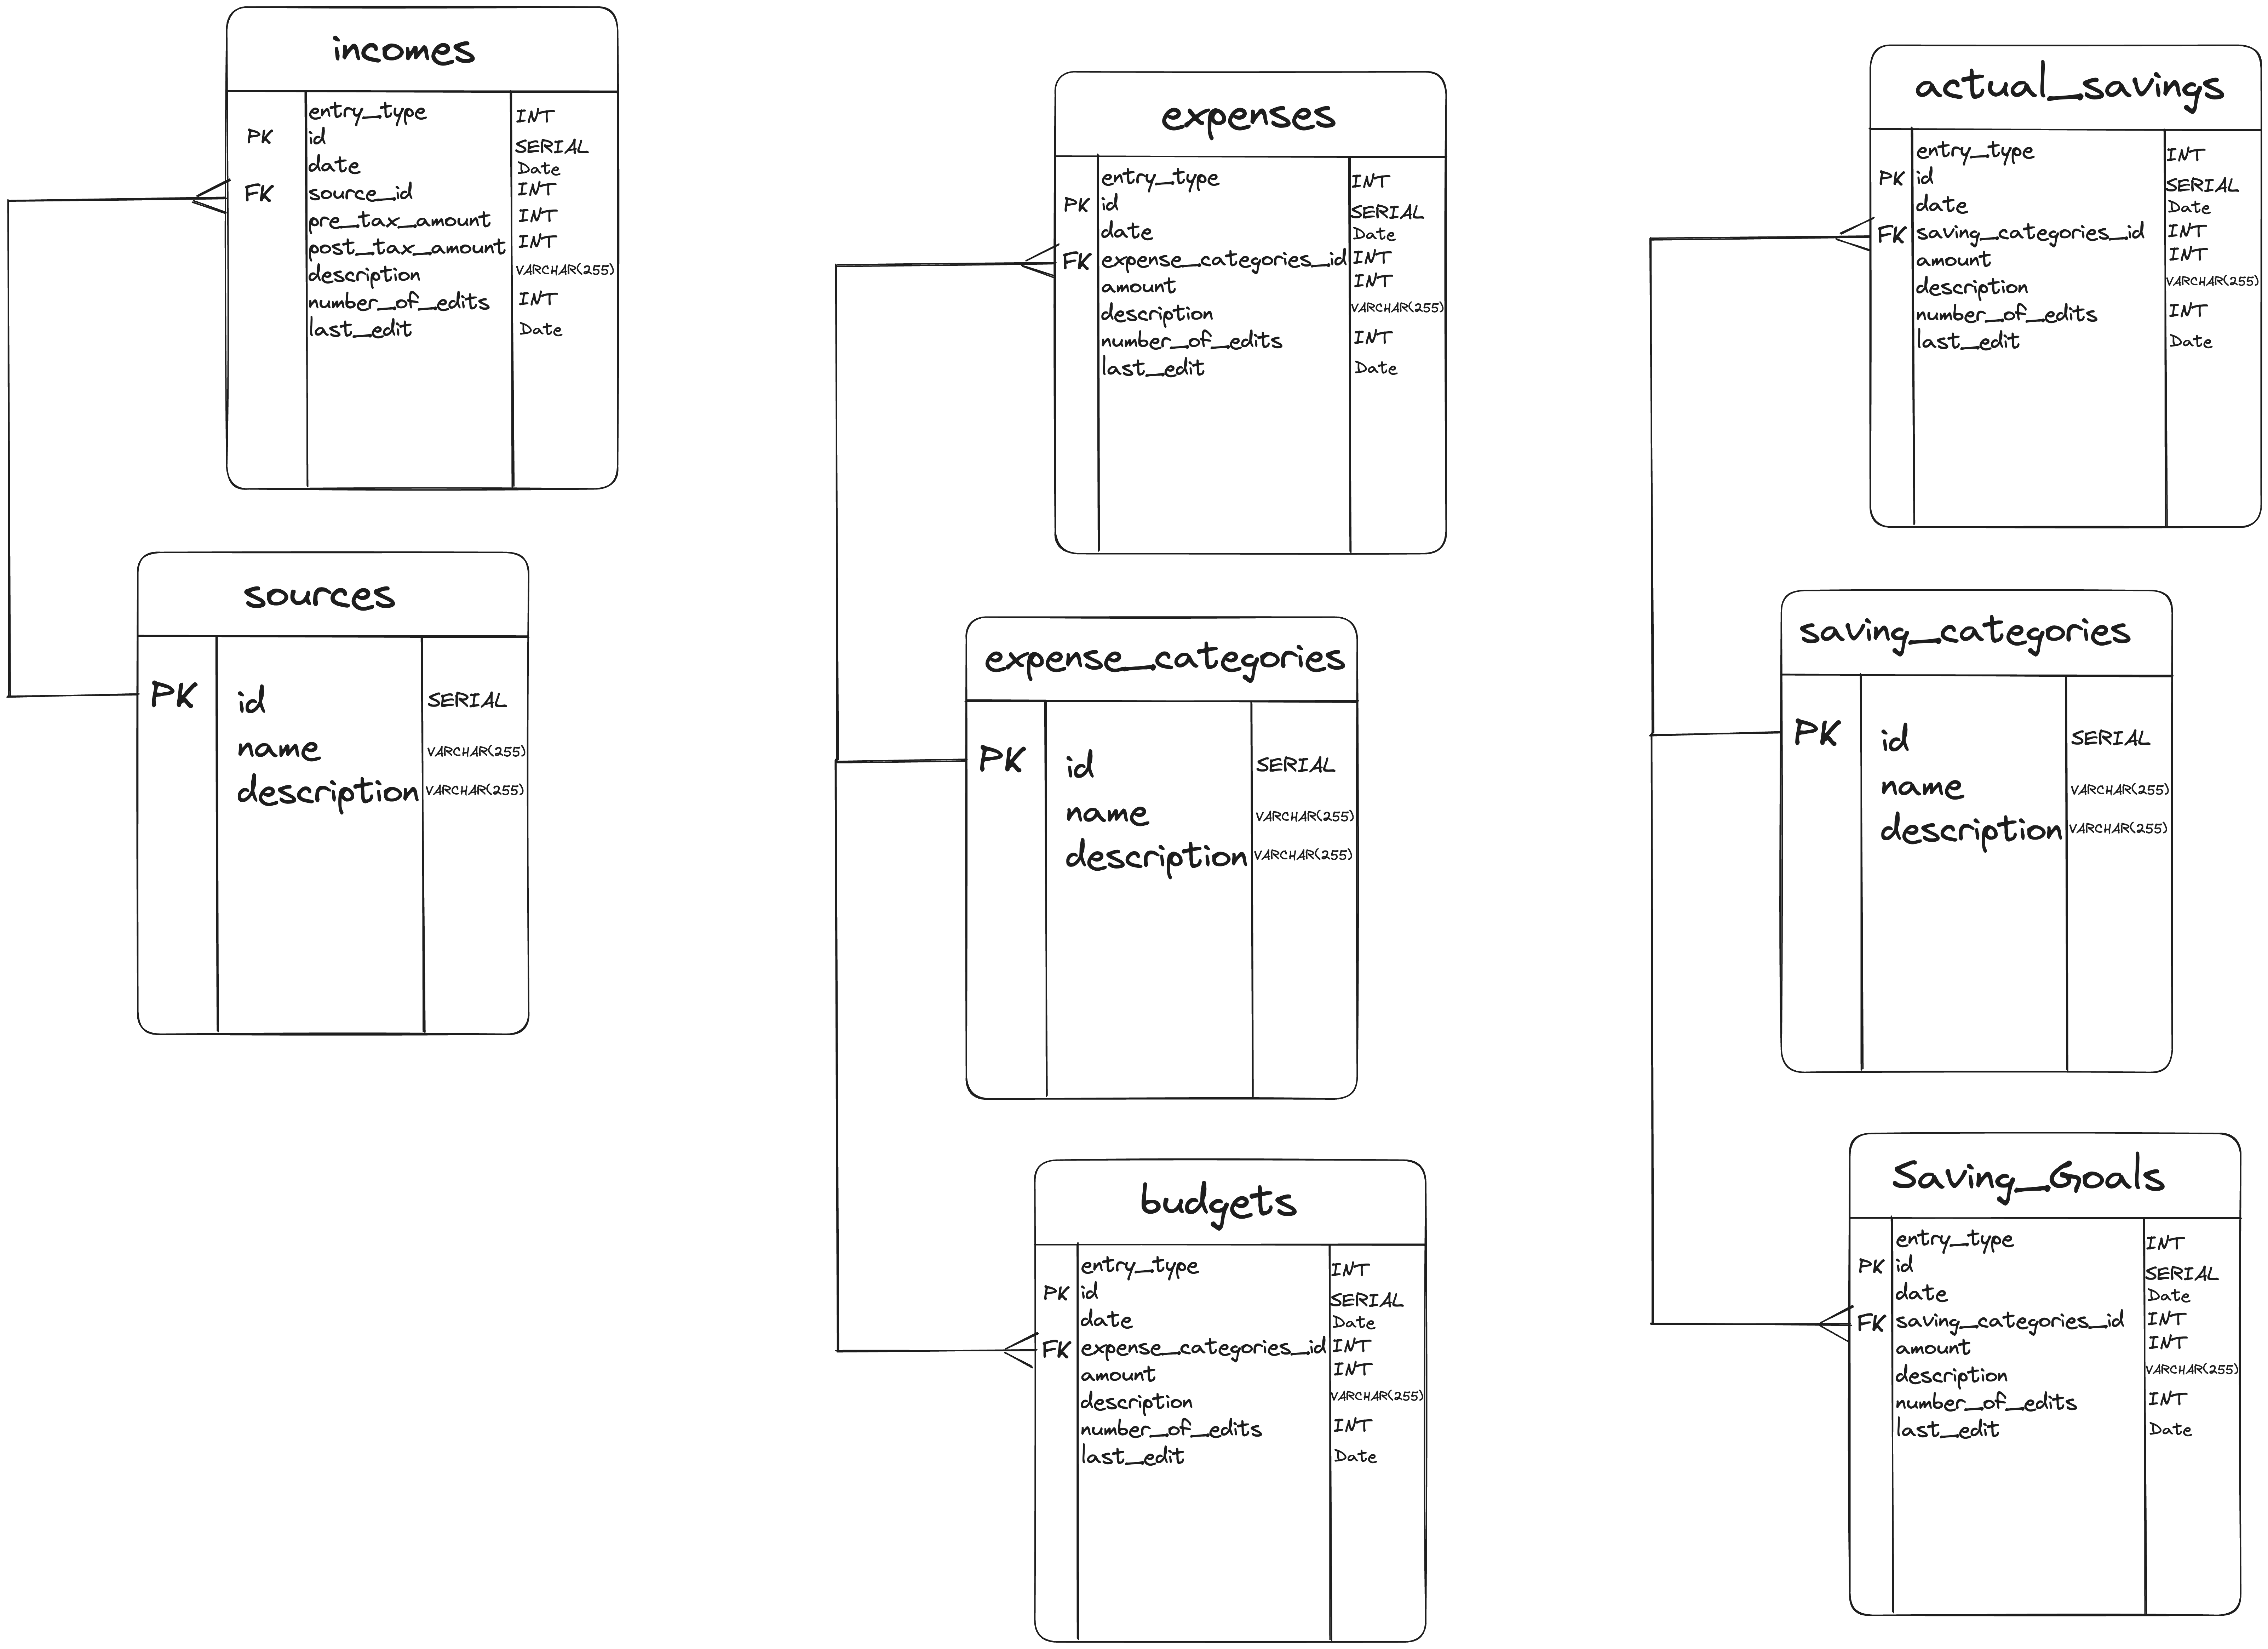 incomes
entry_type INT
PK id SERIAL
date Date
FK source_id INT
pre_tax_amount INT
post_tax_amount INT
description VARCHAR(255)
number_of_edits INT
last_edit Date
sources
PK id SERIAL
name VARCHAR(255)
description VARCHAR(255)
expenses
entry_type INT
PK id SERIAL
date Date
FK expense_categories_id INT
amount INT
description VARCHAR(255)
number_of_edits INT
last_edit Date
expense_categories
PK id SERIAL
name VARCHAR(255)
description VARCHAR(255)
budgets
entry_type INT
PK id SERIAL
date Date
FK expense_categories_id INT
amount INT
description VARCHAR(255)
number_of_edits INT
last_edit Date
actual_savings
entry_type INT
PK id SERIAL
date Date
FK saving_categories_id INT
amount INT
description VARCHAR(255)
number_of_edits INT
last_edit Date
saving_categories
PK id SERIAL
name VARCHAR(255)
description VARCHAR(255)
Saving_Goals
entry_type INT
PK id SERIAL
date Date
FK saving_categories_id INT
amount INT
description VARCHAR(255)
number_of_edits INT
last_edit Date